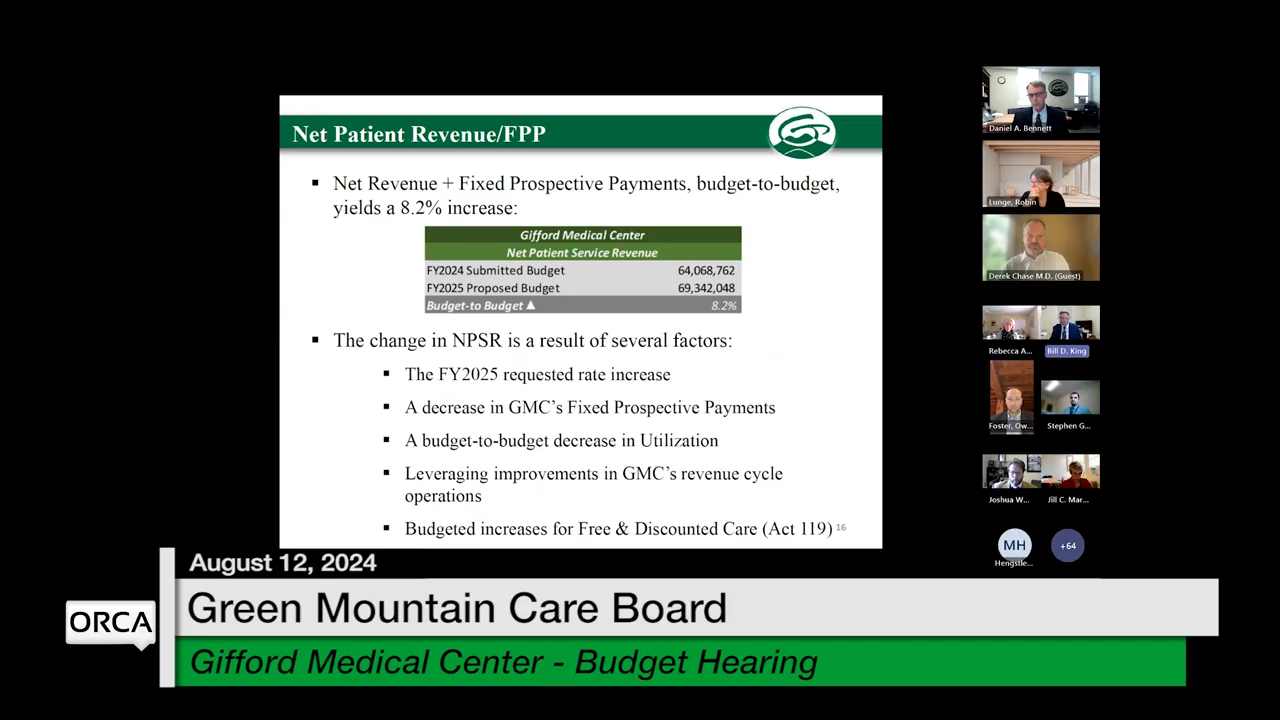 Net Patient Revenue/FPP
▪ Net Revenue + Fixed Prospective Payments, budget-to-budget,
yields a 8.2% increase:
Gifford Medical Center
Net Patient Service Revenue
FY2024 Submitted Budget 64,068,762
FY2025 Proposed Budget 69,342,048
Budget-to Budget ▲ 8.2%
▪ The change in NPSR is a result of several factors:
▪ The FY2025 requested rate increase
▪ A decrease in GMC's Fixed Prospective Payments
▪ A budget-to-budget decrease in Utilization
▪ Leveraging improvements in GMC's revenue cycle
operations
▪ Budgeted increases for Free & Discounted Care (Act 119)
16
Daniel A. Bennett
Lunge, Robin
Derek Chase M.D. (Guest)
Rebecca A...
Bill D. King
Foster, Ow...
Stephen G...
Joshua W...
Jill C. Mar...
MH
Hengstle...
+64
August 12, 2024
ORCA
Green Mountain Care Board
Gifford Medical Center - Budget Hearing